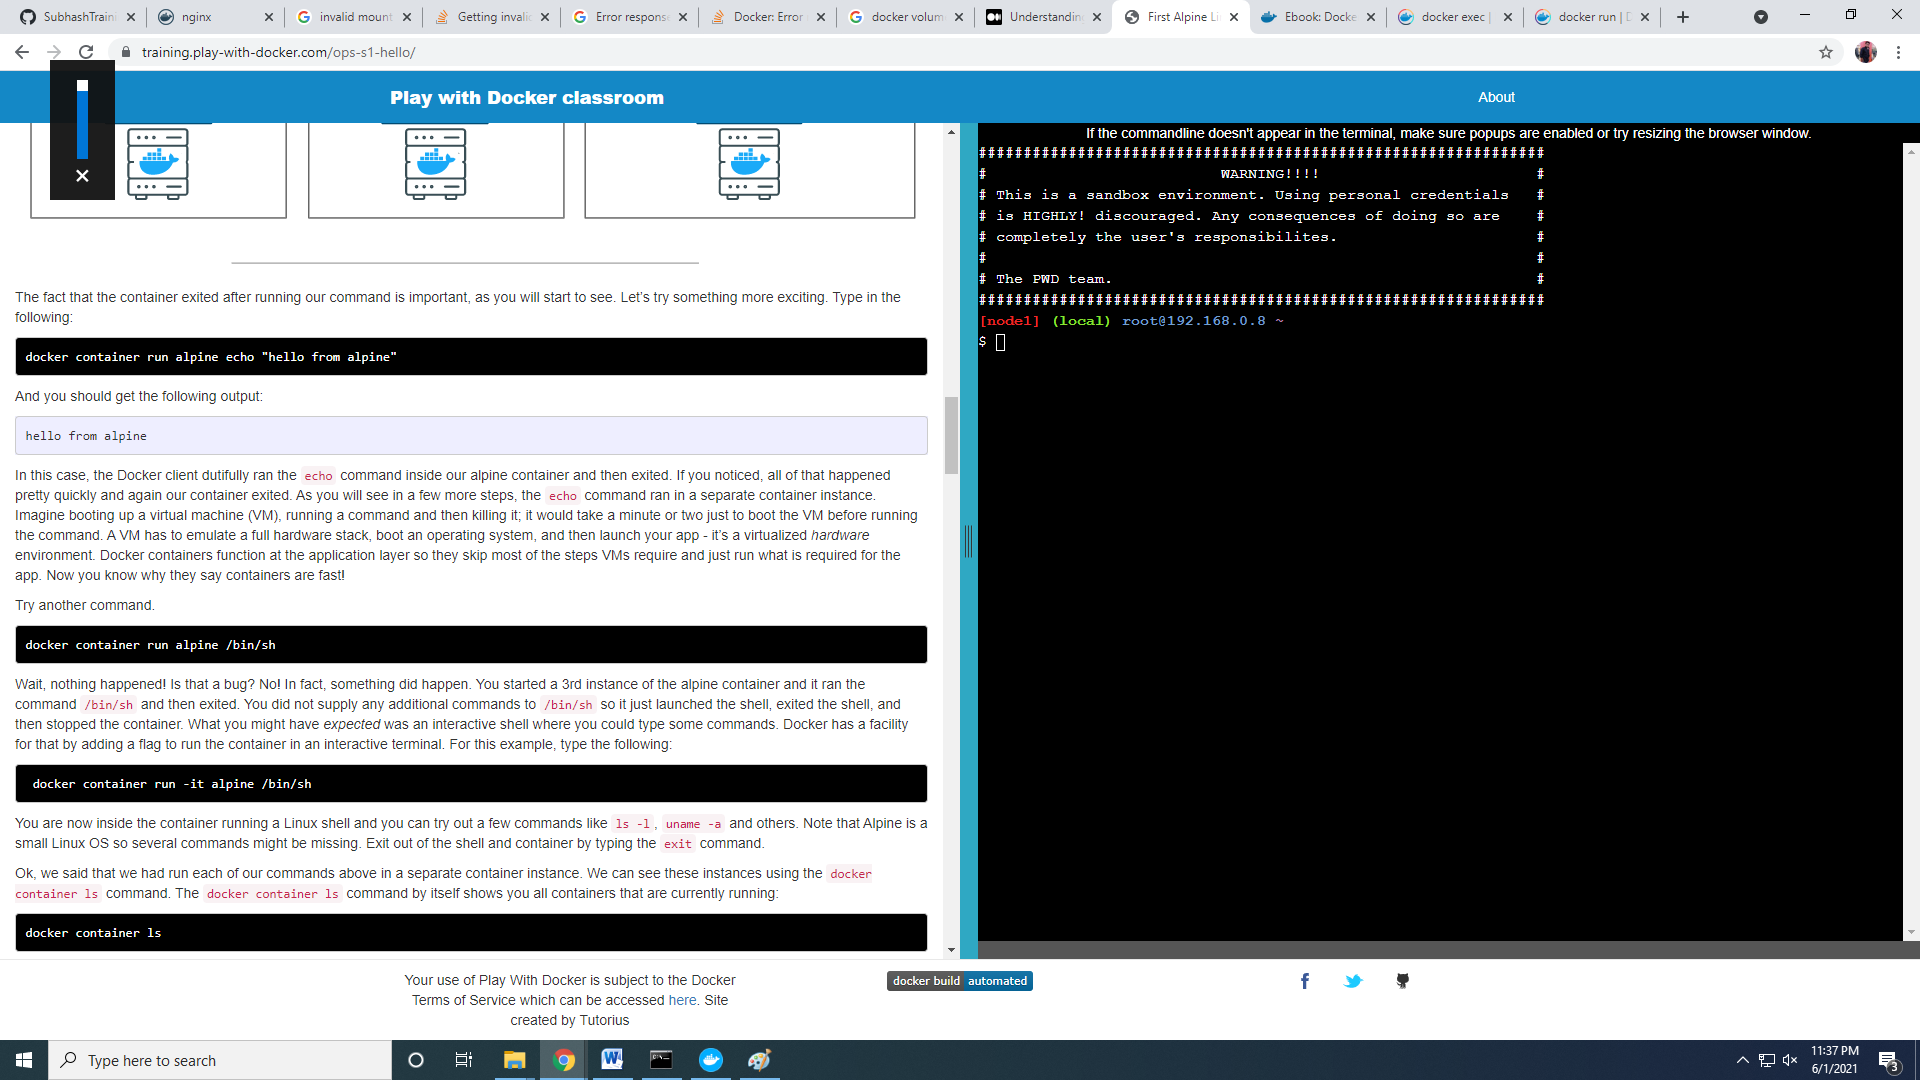 SubhashTraini
nginx
invalid mount
Getting invalid
Error respons
Docker: Error
docker volum
Understandin
First Alpine Li
Ebook: Docke
docker exec |
docker run | D
training.play-with-docker.com/ops-s1-hello/
Play with Docker classroom
About
The fact that the container exited after running our command is important, as you will start to see. Let's try something more exciting. Type in the
following:
docker container run alpine echo "hello from alpine"
And you should get the following output:
hello from alpine
In this case, the Docker client dutifully ran the echo command inside our alpine container and then exited. If you noticed, all of that happened
pretty quickly and again our container exited. As you will see in a few more steps, the echo command ran in a separate container instance.
Imagine booting up a virtual machine (VM), running a command and then killing it; it would take a minute or two just to boot the VM before running
the command. A VM has to emulate a full hardware stack, boot an operating system, and then launch your app - it's a virtualized hardware
environment. Docker containers function at the application layer so they skip most of the steps VMs require and just run what is required for the
app. Now you know why they say containers are fast!
Try another command.
docker container run alpine /bin/sh
Wait, nothing happened! Is that a bug? No! In fact, something did happen. You started a 3rd instance of the alpine container and it ran the
command /bin/sh and then exited. You did not supply any additional commands to /bin/sh so it just launched the shell, exited the shell, and
then stopped the container. What you might have expected was an interactive shell where you could type some commands. Docker has a facility
for that by adding a flag to run the container in an interactive terminal. For this example, type the following:
docker container run -it alpine /bin/sh
You are now inside the container running a Linux shell and you can try out a few commands like ls -l, uname -a and others. Note that Alpine is a
small Linux OS so several commands might be missing. Exit out of the shell and container by typing the exit command.
Ok, we said that we had run each of our commands above in a separate container instance. We can see these instances using the docker
container ls command. The docker container ls command by itself shows you all containers that are currently running:
docker container ls
If the commandline doesn't appear in the terminal, make sure popups are enabled or try resizing the browser window.
###############################################################
# WARNING!!!! #
# This is a sandbox environment. Using personal credentials #
# is HIGHLY! discouraged. Any consequences of doing so are #
# completely the user's responsibilites. #
# #
# The PWD team. #
###############################################################
[node1] (local) root@192.168.0.8 ~
$
Your use of Play With Docker is subject to the Docker
Terms of Service which can be accessed here. Site
created by Tutorius
docker build automated
Type here to search
11:37 PM
6/1/2021
3